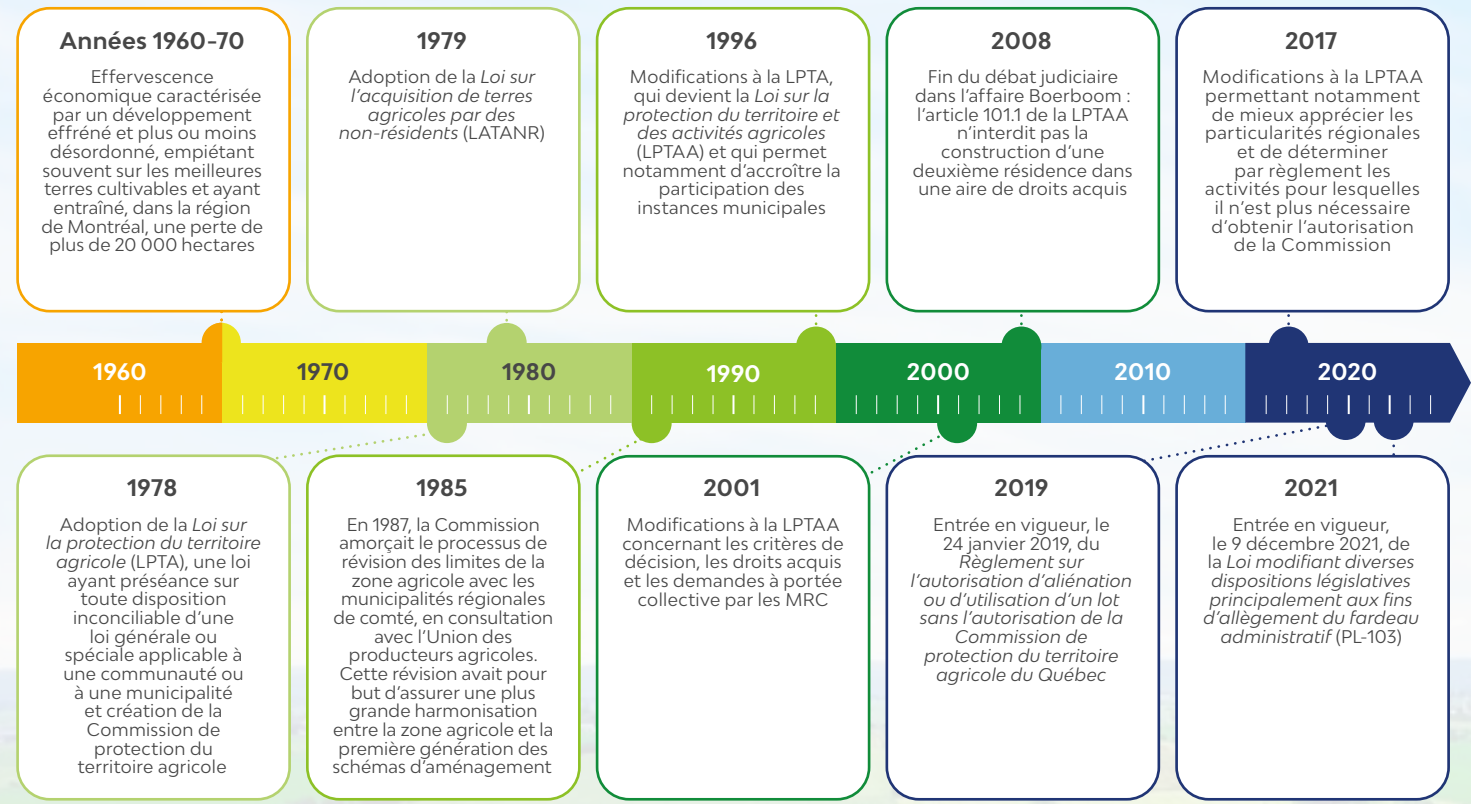 Années 1960-70
Effervescence
économique caractérisée
par un développement
effréné et plus ou moins
désordonné, empiétant
souvent sur les meilleures
terres cultivables et ayant
entraîné, dans la région
de Montréal, une perte de
plus de 20 000 hectares
1979
Adoption de la Loi sur
l'acquisition de terres
agricoles par des
non-résidents (LATANR)
1996
Modifications à la LPTA,
qui devient la Loi sur la
protection du territoire et
des activités agricoles
(LPTAA) et qui permet
notamment d'accroître la
participation des
instances municipales
2008
Fin du débat judiciaire
dans l'affaire Boerboom :
l'article 101.1 de la LPTAA
n'interdit pas la
construction d'une
deuxième résidence dans
une aire de droits acquis
2017
Modifications à la LPTAA
permettant notamment
de mieux apprécier les
particularités régionales
et de déterminer
par règlement les
activités pour lesquelles
il n'est plus nécessaire
d'obtenir l'autorisation
de la Commission
1960
1970
1980
1990
2000
2010
2020
1978
Adoption de la Loi sur
la protection du territoire
agricole (LPTA), une loi
ayant préséance sur
toute disposition
inconciliable d'une
loi générale ou
spéciale applicable à
une communauté ou
à une municipalité
et création de la
Commission de
protection du
territoire agricole
1985
En 1987, la Commission
amorçait le processus de
révision des limites de la
zone agricole avec les
municipalités régionales
de comté, en consultation
avec l'Union des
producteurs agricoles.
Cette révision avait pour
but d'assurer une plus
grande harmonisation
entre la zone agricole et la
première génération des
schémas d'aménagement
2001
Modifications à la LPTAA
concernant les critères de
décision, les droits acquis
et les demandes à portée
collective par les MRC
2019
Entrée en vigueur, le
24 janvier 2019, du
Règlement sur
l'autorisation d'aliénation
ou d'utilisation d'un lot
sans l'autorisation de la
Commission de
protection du territoire
agricole du Québec
2021
Entrée en vigueur,
le 9 décembre 2021, de
la Loi modifiant diverses
dispositions législatives
principalement aux fins
d'allègement du fardeau
administratif (PL-103)